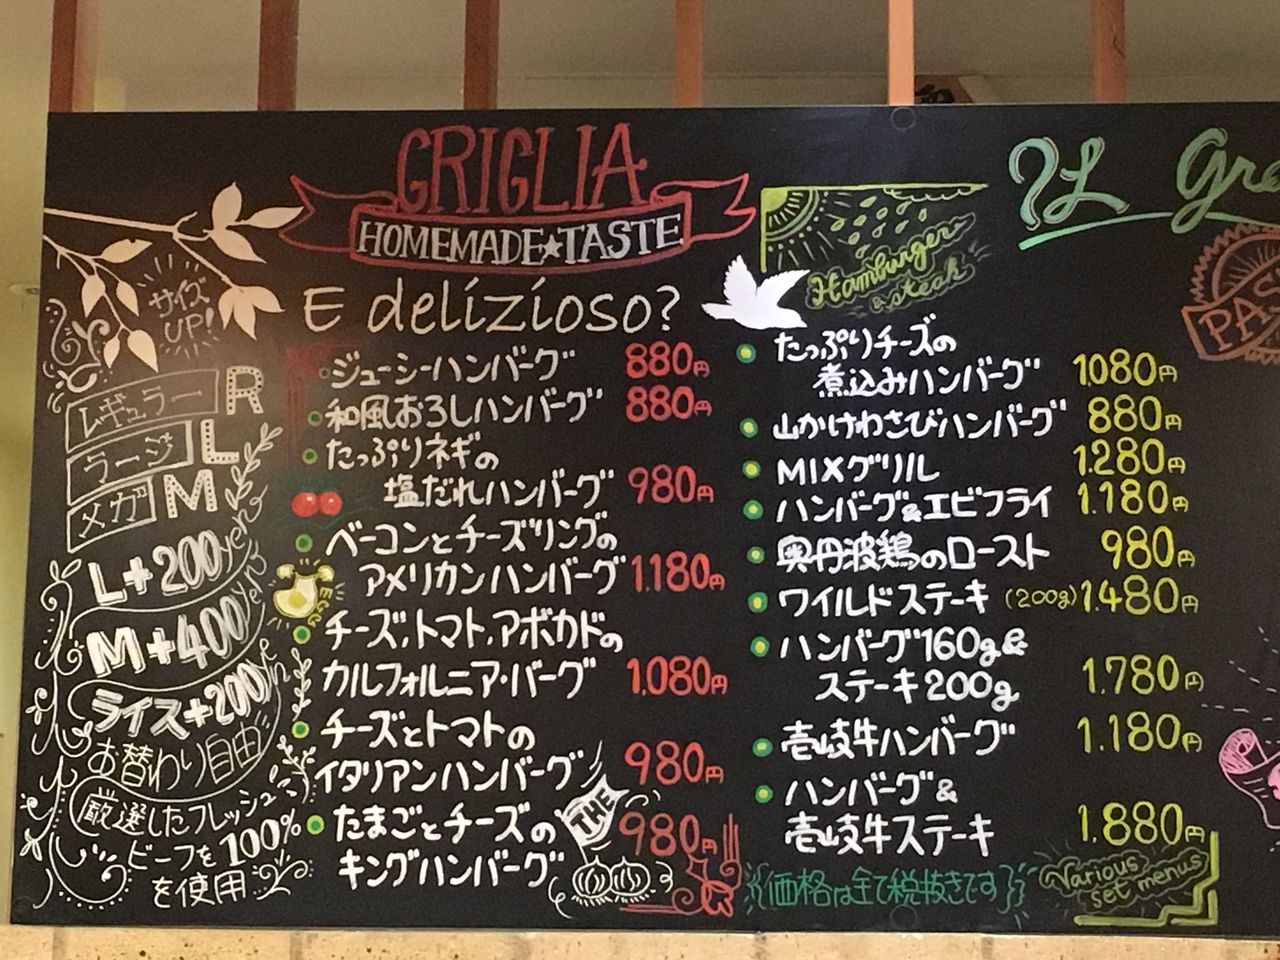 GRIGLIA
HOMEMADE★TASTE
E delizioso?
サイズ
UP!
レギュラー R
ラージ L
メガ M
L+200yen
M+400yen
ライス+200yen
お替わり自由
厳選したフレッシュ
ビーフを100%
を使用
ジューシーハンバーグ 880円
和風おろしハンバーグ 880円
たっぷりネギの
塩だれハンバーグ 980円
ベーコンとチーズリングの
アメリカンハンバーグ 1.180円
EGG
チーズ,トマト,アボカドの
カルフォルニア・バーグ 1.080円
チーズとトマトの
イタリアンハンバーグ 980円
たまごとチーズの
キングハンバーグ 980円
THE
Hamburger
& steak
たっぷりチーズの
煮込みハンバーグ 1.080円
山かけわさびハンバーグ 880円
MIXグリル 1.280円
ハンバーグ&エビフライ 1.180円
奥丹波鶏のロースト 980円
ワイルドステーキ (200g) 1.480円
ハンバーグ160g&
ステーキ200g 1.780円
壱岐牛ハンバーグ 1.180円
ハンバーグ&
壱岐牛ステーキ 1.880円
価格は全て税抜きです
Various
set menus
Gre
PAS